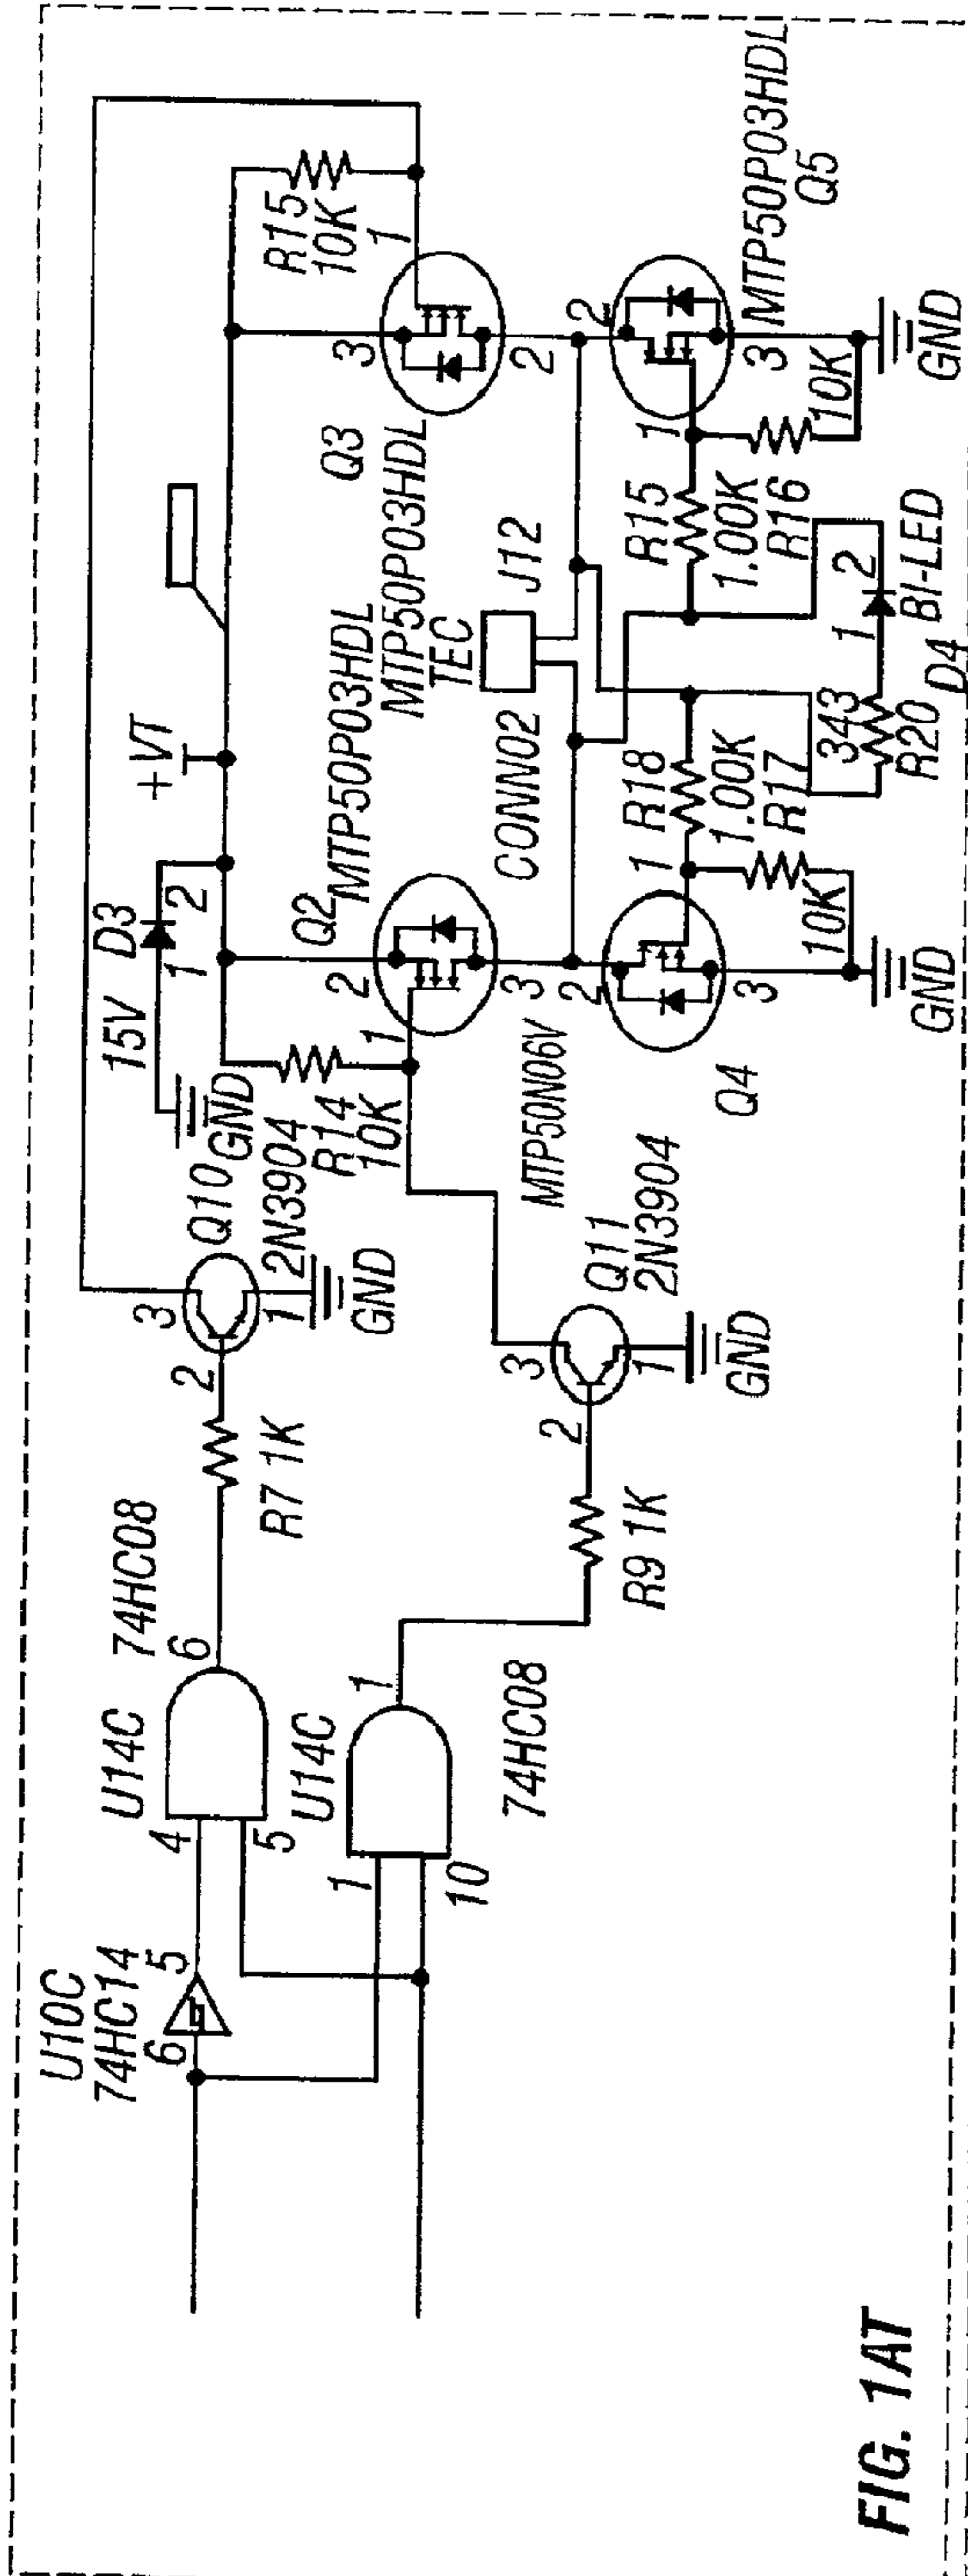 U10C
74HC14
6
5
4
5
U14C
74HC08
6
R7 1K
2
3
1
Q10
2N3904
GND
1
10
U14C
1
74HC08
R9 1K
2
3
1
Q11
2N3904
GND
15V
D3
1
2
GND
+VT
R14
10K
1
2
3
Q2
MTP50P03HDL
R15
10K
1
3
2
Q3
MTP50P03HDL
TEC
J12
CONN02
MTP50N06V
2
1
3
Q4
R18
1.00K
R17
10K
GND
R15
1.00K
R16
10K
1
2
3
MTP50P03HDL
Q5
GND
343
R20
1
2
BI-LED
D4
FIG. 1AT